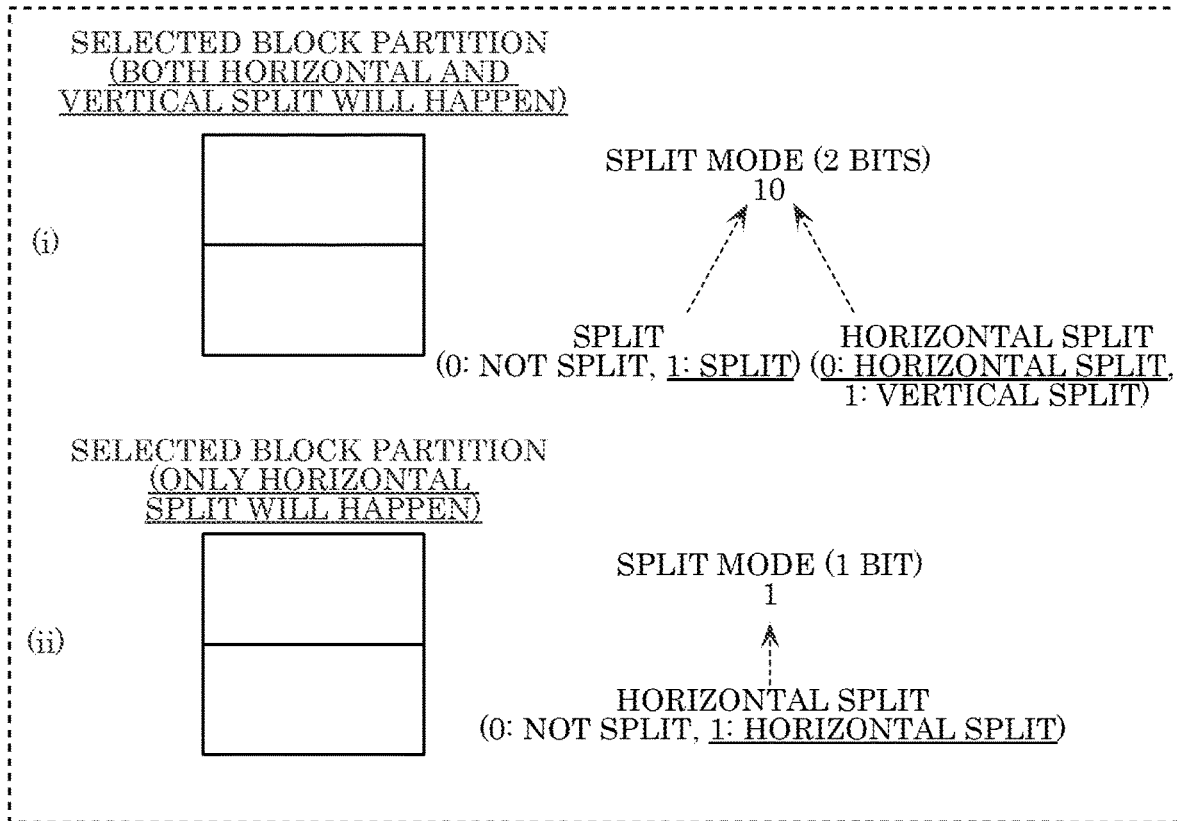 SELECTED BLOCK PARTITION
(BOTH HORIZONTAL AND
VERTICAL SPLIT WILL HAPPEN)
SPLIT MODE (2 BITS)
10
(i)
SPLIT
(0: NOT SPLIT, 1: SPLIT)
HORIZONTAL SPLIT
(0: HORIZONTAL SPLIT,
1: VERTICAL SPLIT)
SELECTED BLOCK PARTITION
(ONLY HORIZONTAL
SPLIT WILL HAPPEN)
SPLIT MODE (1 BIT)
1
(ii)
HORIZONTAL SPLIT
(0: NOT SPLIT, 1: HORIZONTAL SPLIT)